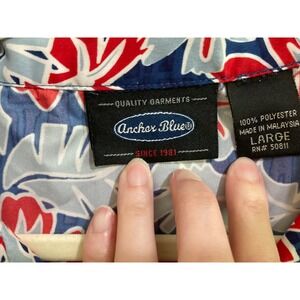 QUALITY GARMENTS
Anchor Blue®
SINCE 1981
100% POLYESTER
MADE IN MALAYSIA
LARGE
RN# 50811